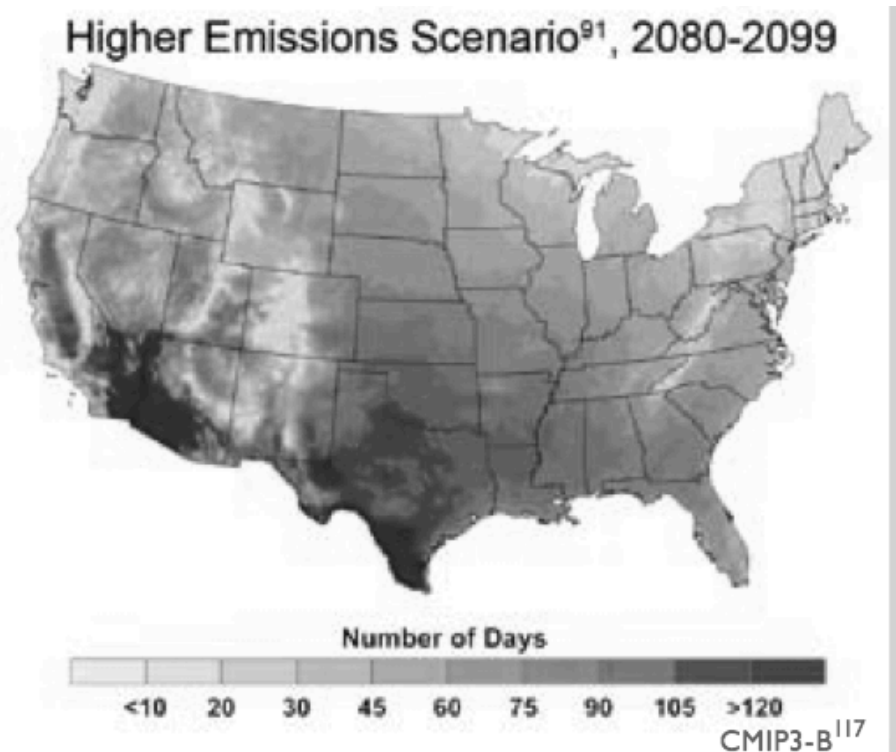 Higher Emissions Scenario⁹¹, 2080-2099
Number of Days
<10 20 30 45 60 75 90 105 >120
CMIP3-B¹¹⁷